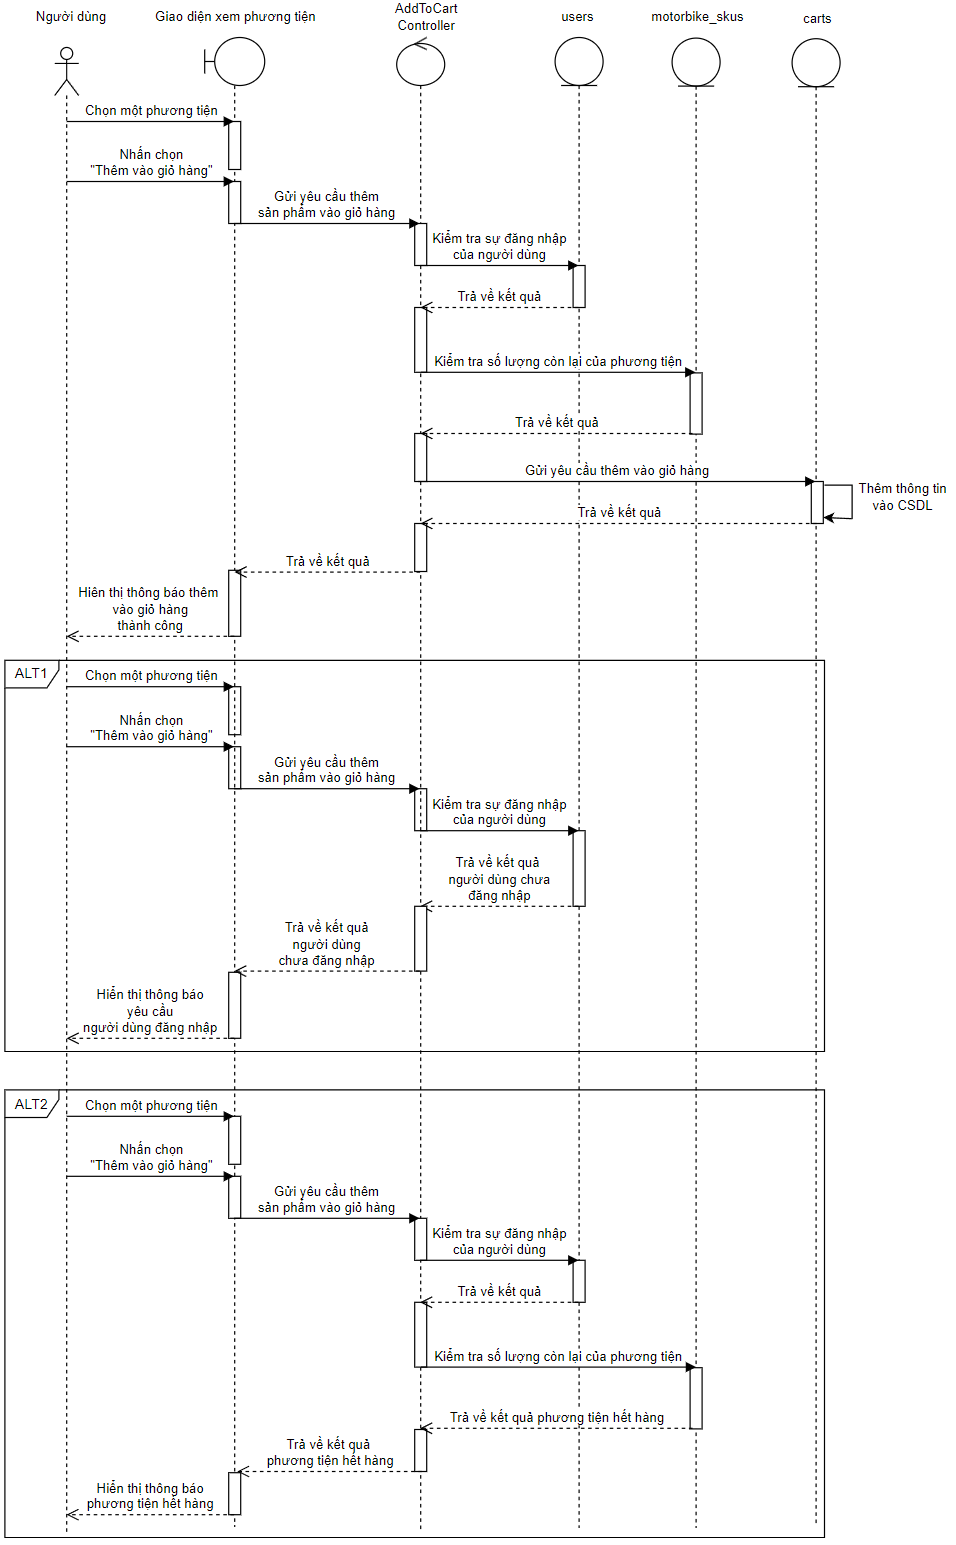 Người dùng
Giao diện xem phương tiện
AddToCart
Controller
users
motorbike_skus
carts
Chọn một phương tiện
Nhấn chọn
"Thêm vào giỏ hàng"
Gửi yêu cầu thêm
sản phẩm vào giỏ hàng
Kiểm tra sự đăng nhập
của người dùng
Trả về kết quả
Kiểm tra số lượng còn lại của phương tiện
Trả về kết quả
Gửi yêu cầu thêm vào giỏ hàng
Thêm thông tin
vào CSDL
Trả về kết quả
Trả về kết quả
Hiên thị thông báo thêm
vào giỏ hàng
thành công
ALT1
Chọn một phương tiện
Nhấn chọn
"Thêm vào giỏ hàng"
Gửi yêu cầu thêm
sản phẩm vào giỏ hàng
Kiểm tra sự đăng nhập
của người dùng
Trả về kết quả
người dùng chưa
đăng nhập
Trả về kết quả
người dùng
chưa đăng nhập
Hiển thị thông báo
yêu cầu
người dùng đăng nhập
ALT2
Chọn một phương tiện
Nhấn chọn
"Thêm vào giỏ hàng"
Gửi yêu cầu thêm
sản phẩm vào giỏ hàng
Kiểm tra sự đăng nhập
của người dùng
Trả về kết quả
Kiểm tra số lượng còn lại của phương tiện
Trả về kết quả phương tiện hết hàng
Trả về kết quả
phương tiện hết hàng
Hiển thị thông báo
phương tiện hết hàng